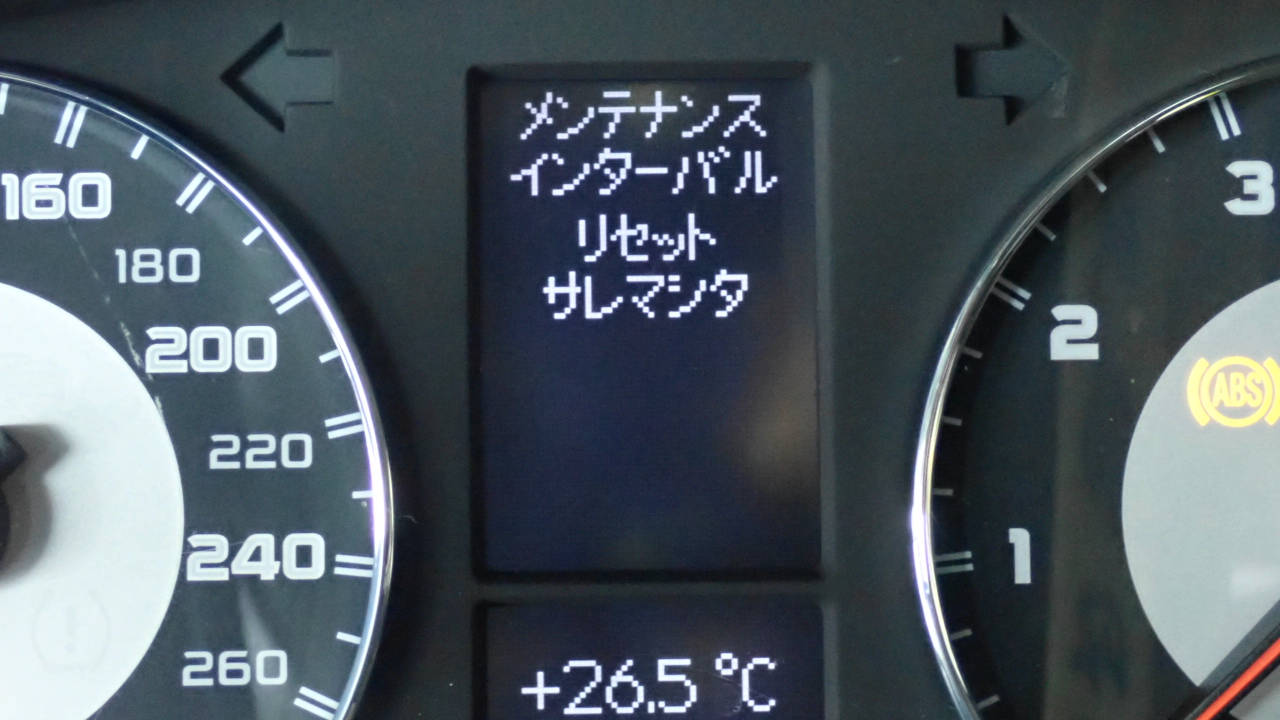 メンテナンス
インターバル
リセット
サレマシタ
+26.5 ℃
160
180
200
220
240
260
3
2
1
ABS